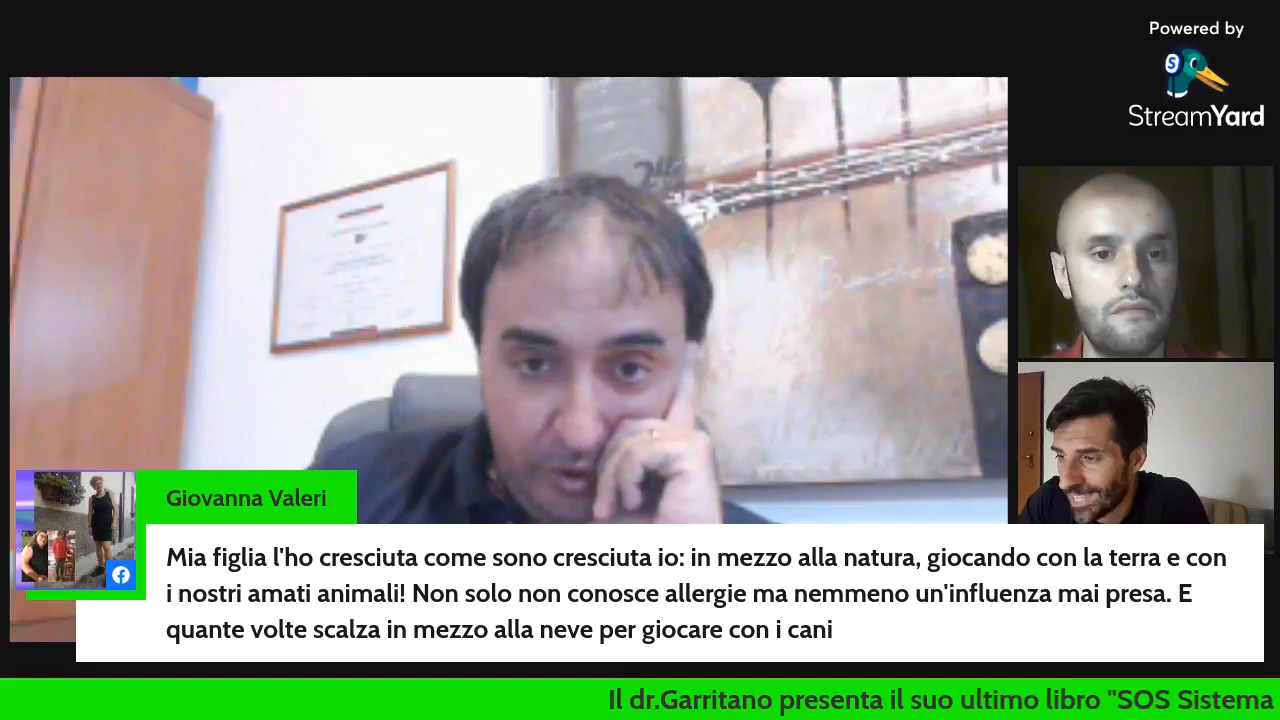 Powered by
S
StreamYard
Giovanna Valeri
Mia figlia l'ho cresciuta come sono cresciuta io: in mezzo alla natura, giocando con la terra e con
i nostri amati animali! Non solo non conosce allergie ma nemmeno un'influenza mai presa. E
quante volte scalza in mezzo alla neve per giocare con i cani
Il dr.Garritano presenta il suo ultimo libro "SOS Sistema